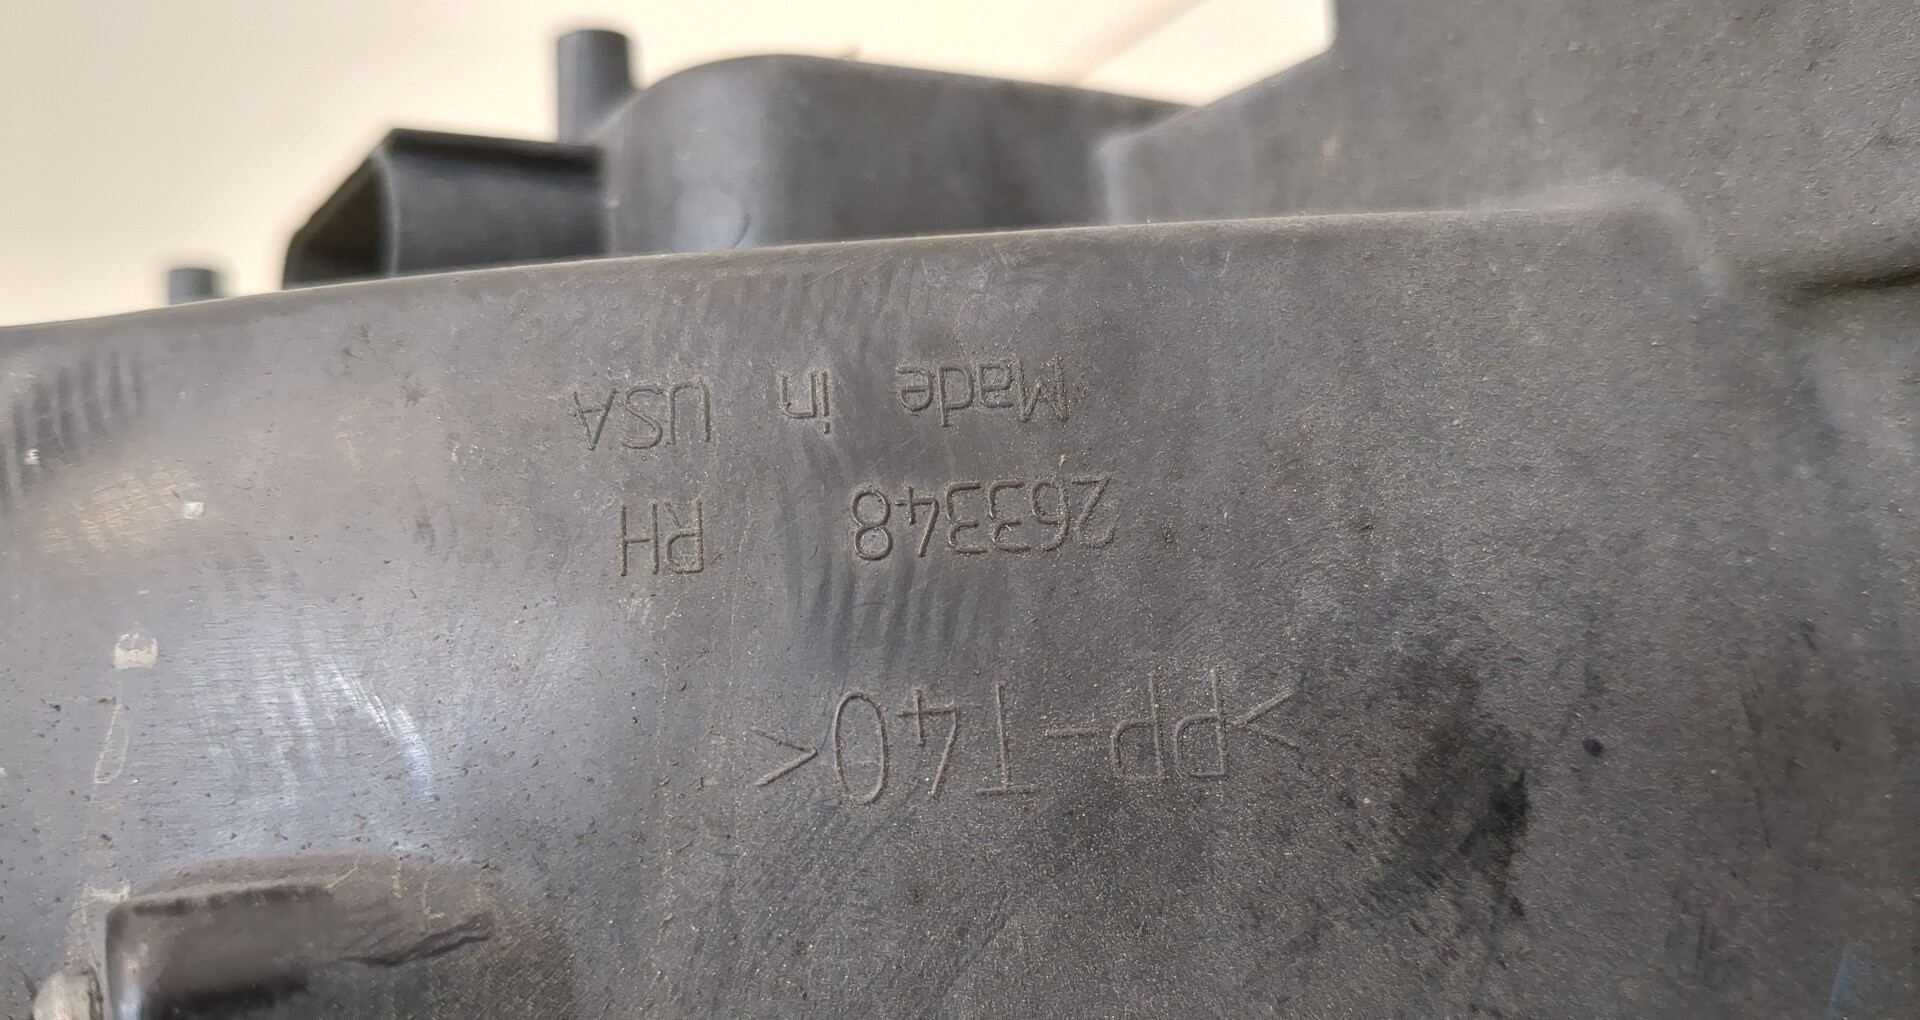 >PP-T40<
263348 RH
Made in USA